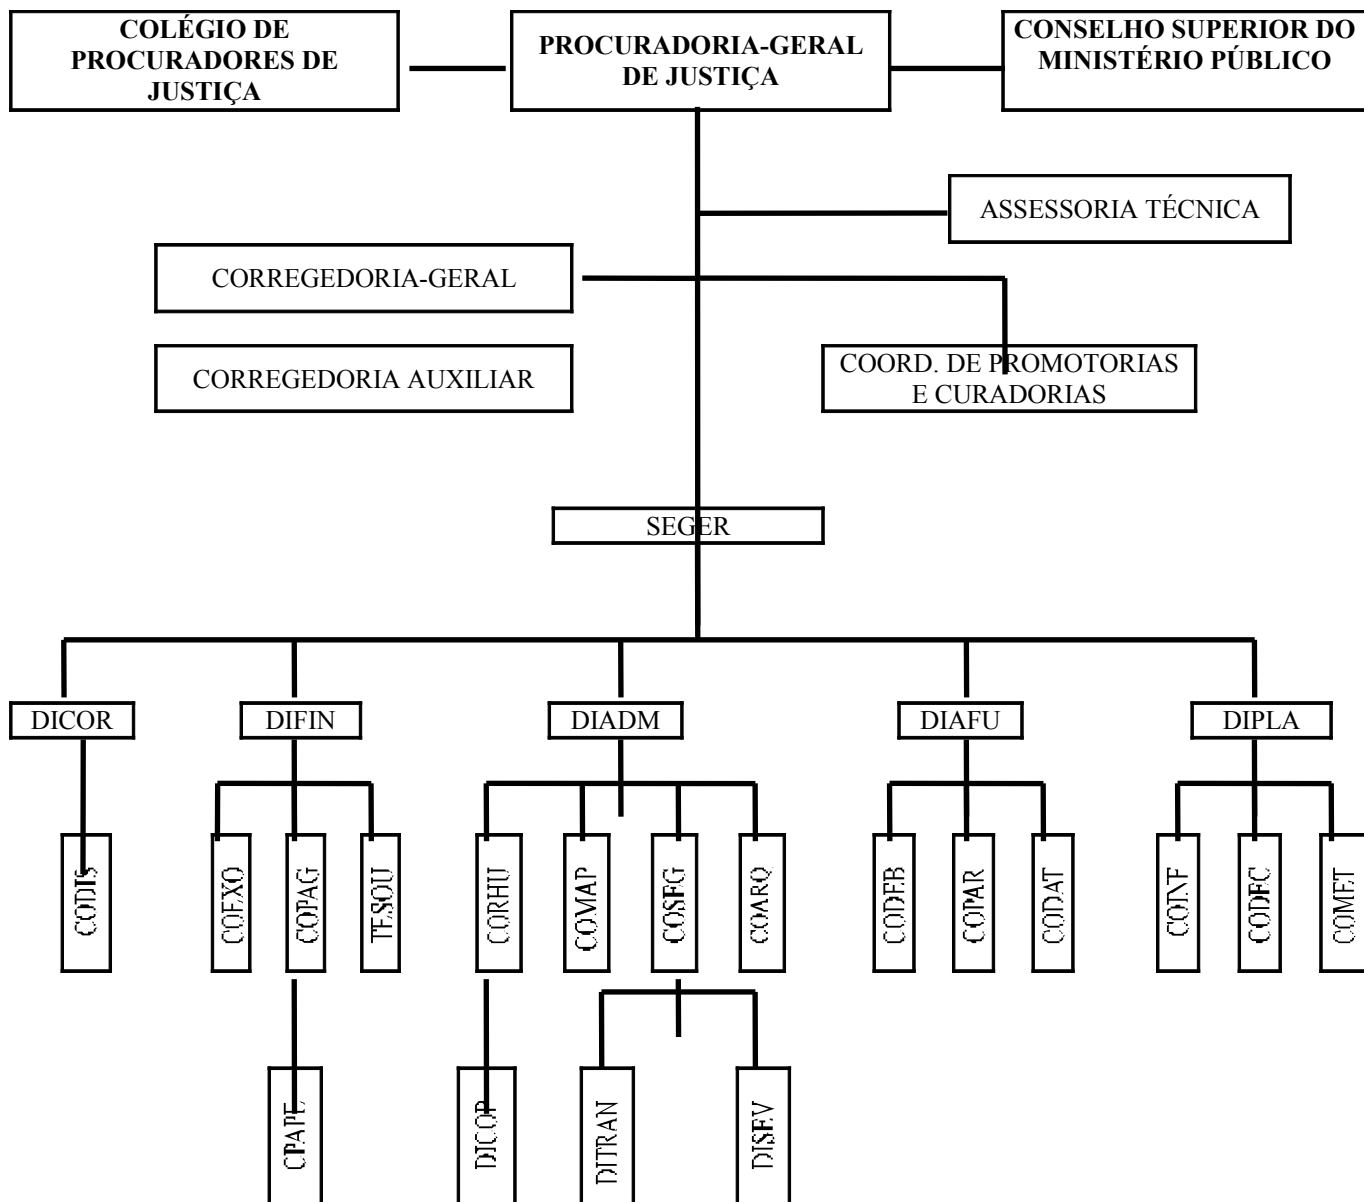 COLÉGIO DE
PROCURADORES DE
JUSTIÇA
PROCURADORIA-GERAL
DE JUSTIÇA
CONSELHO SUPERIOR DO
MINISTÉRIO PÚBLICO
ASSESSORIA TÉCNICA
CORREGEDORIA-GERAL
CORREGEDORIA AUXILIAR
COORD. DE PROMOTORIAS
E CURADORIAS
SEGER
DICOR
DIFIN
DIADM
DIAFU
DIPLA
CODIS
COEXO
COPAG
TESOU
CORHU
COMAP
COSEG
COARQ
CODEB
COPAR
CODAT
COINF
CODEC
COMET
CPAPE
DICOP
DITRAN
DISEV